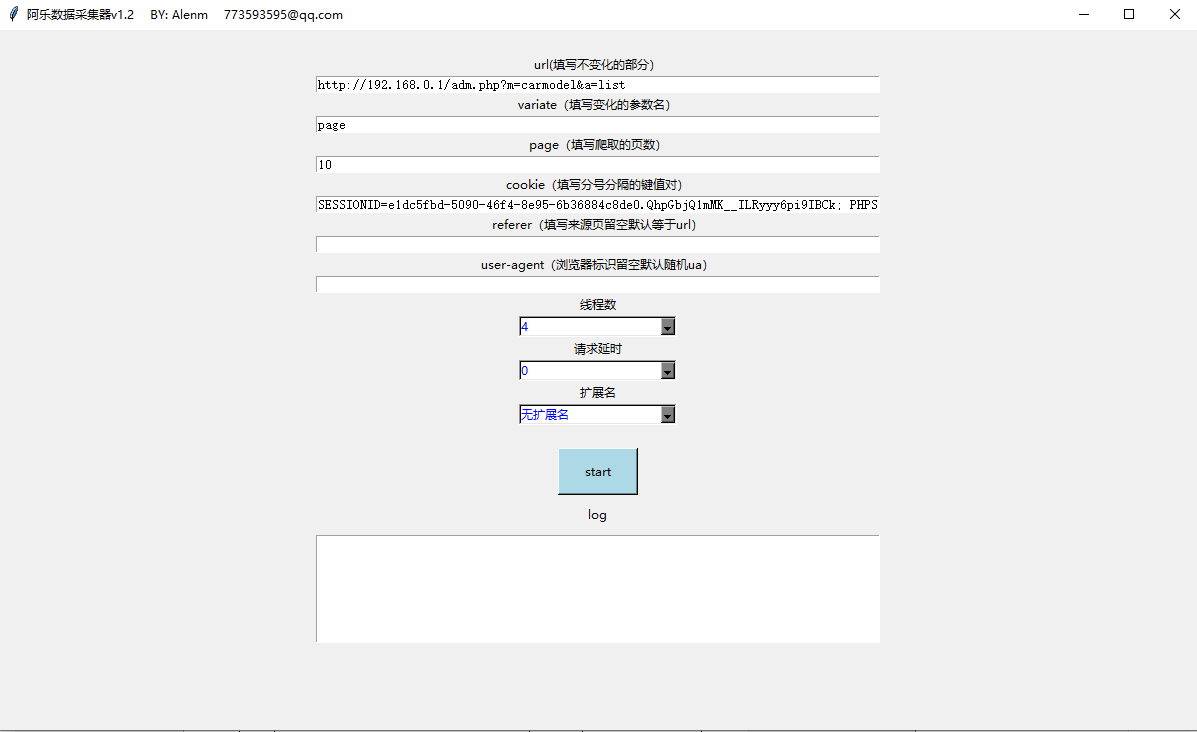 阿乐数据采集器v1.2 BY: Alenm 773593595@qq.com
url(填写不变化的部分)
http://192.168.0.1/adm.php?m=carmodel&a=list
variate（填写变化的参数名）
page
page（填写爬取的页数）
10
cookie（填写分号分隔的键值对）
SESSIONID=e1dc5fbd-5090-46f4-8e95-6b36884c8de0.QhpGbjQ1mMK__ILRyyy6pi9IBCk; PHPS
referer（填写来源页留空默认等于url）
user-agent（浏览器标识留空默认随机ua）
线程数
4
请求延时
0
扩展名
无扩展名
start
log